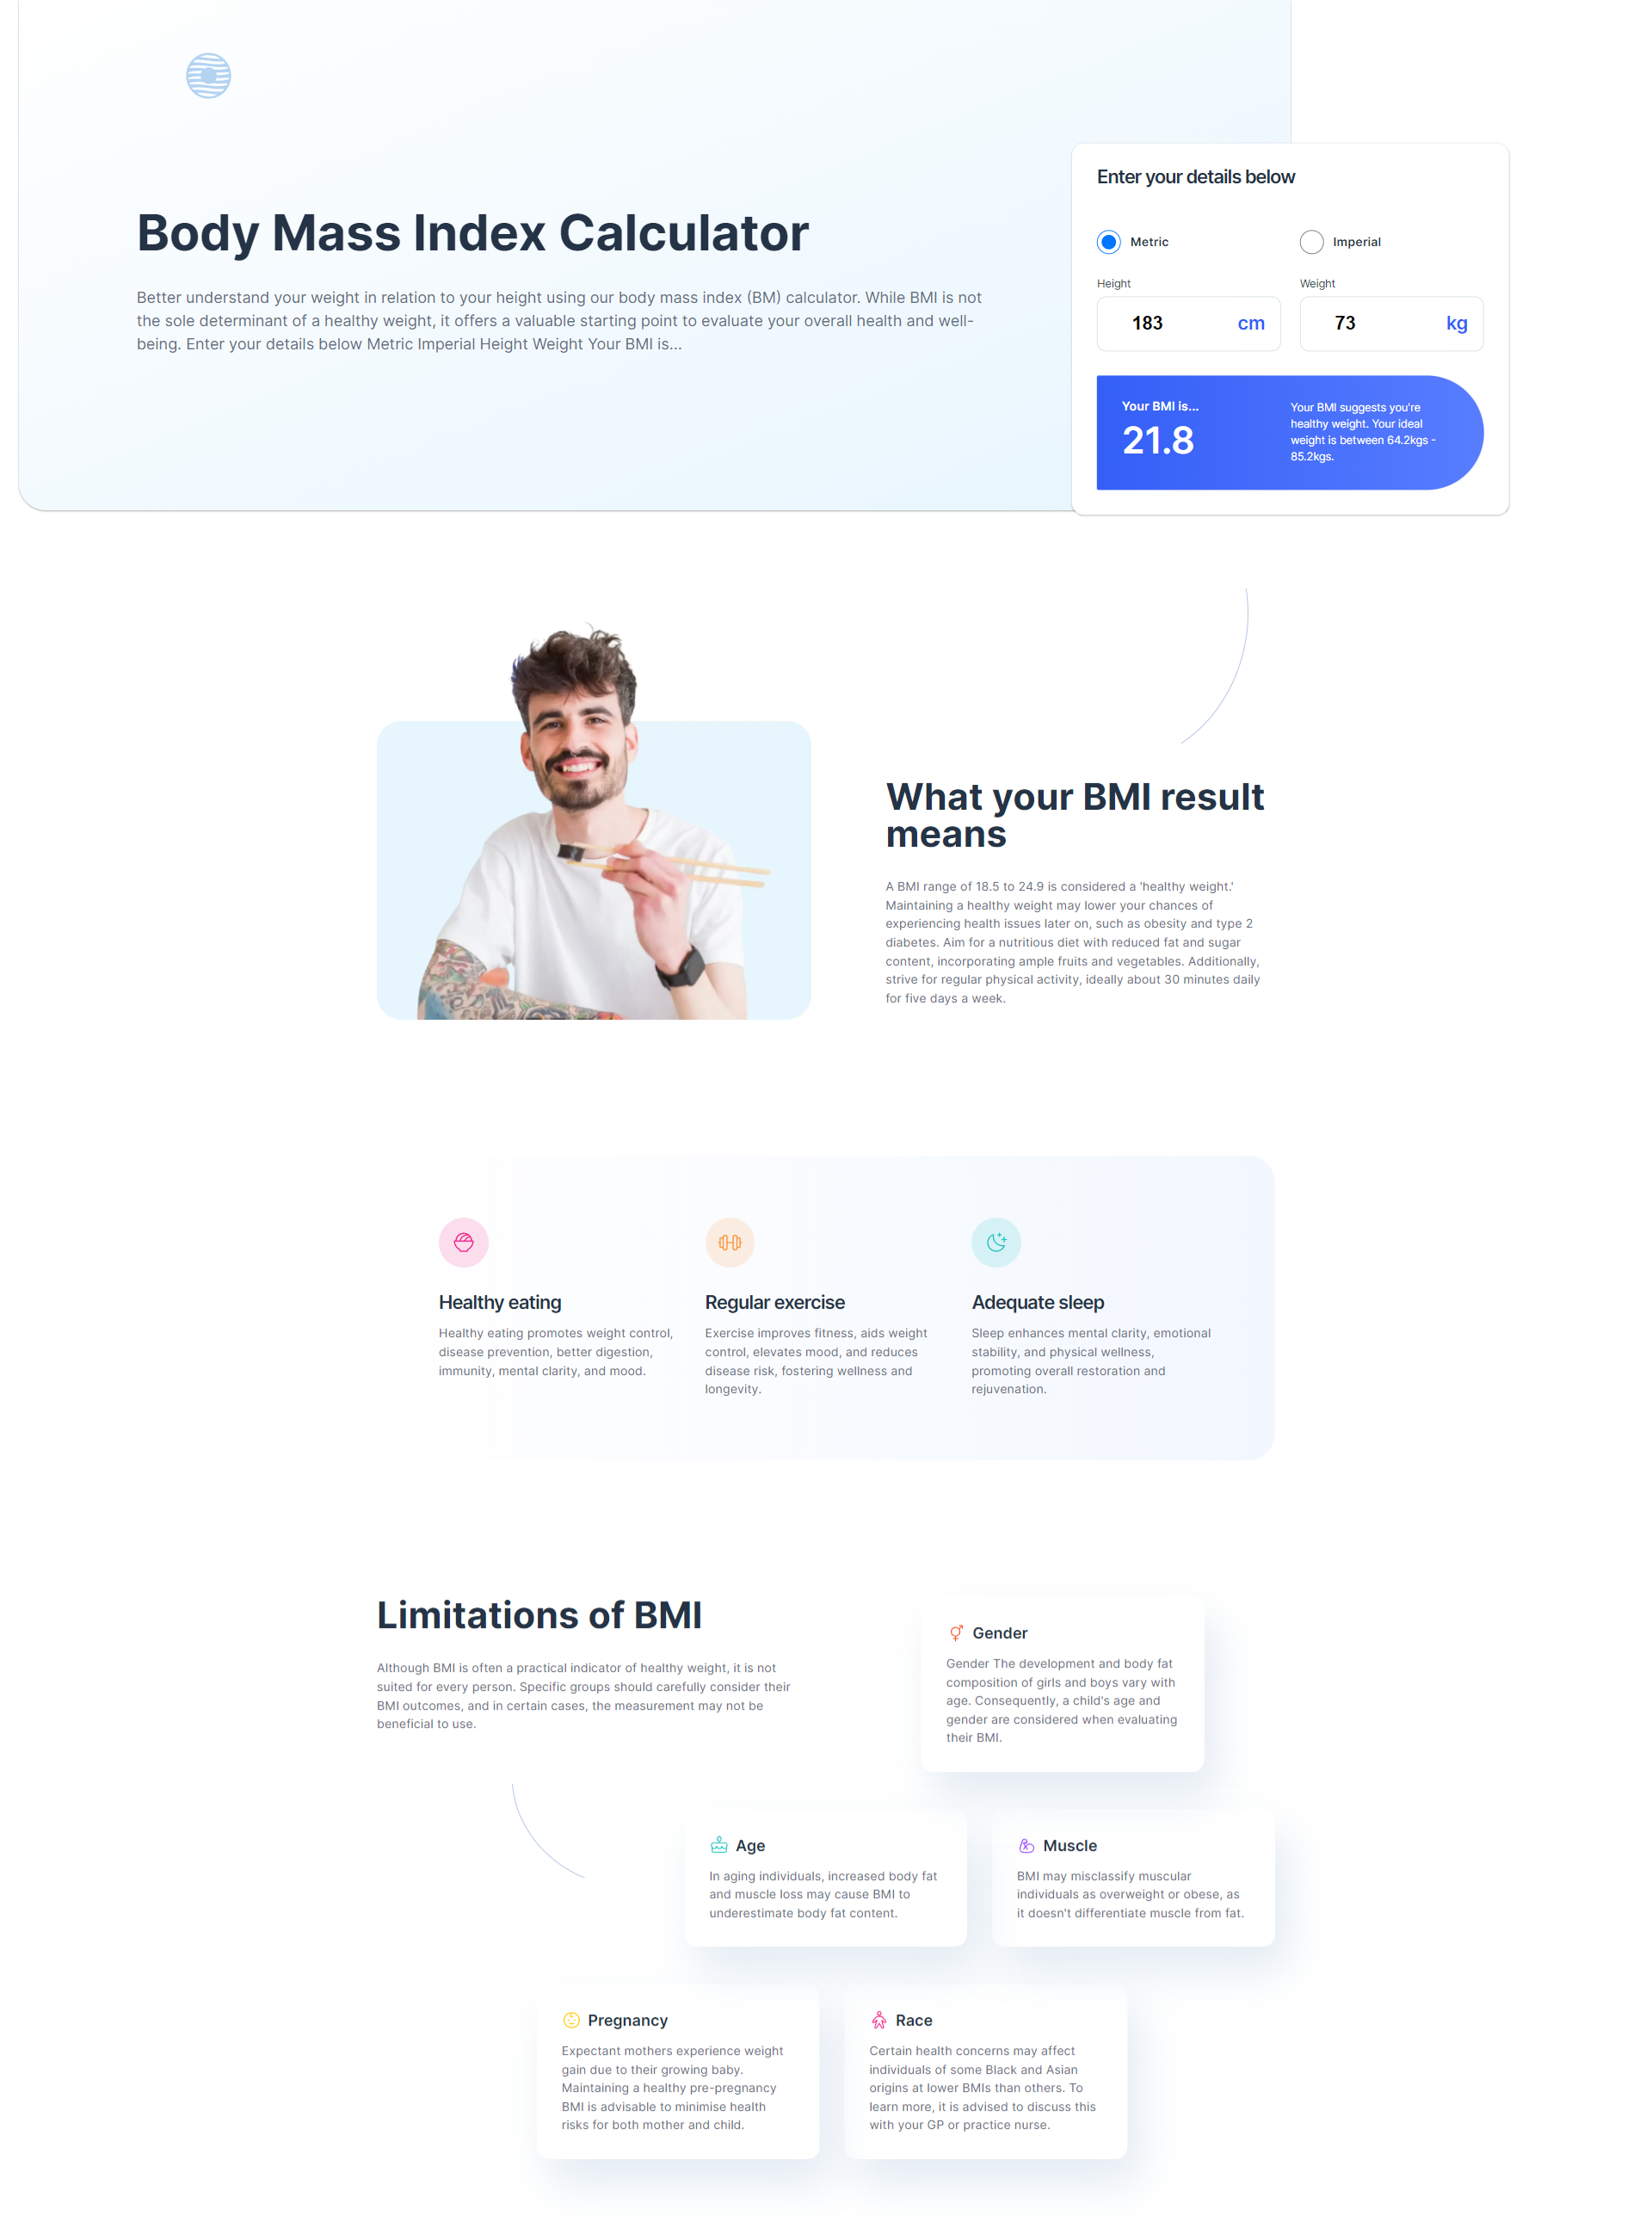 Body Mass Index Calculator
Better understand your weight in relation to your height using our body mass index (BM) calculator. While BMI is not
the sole determinant of a healthy weight, it offers a valuable starting point to evaluate your overall health and well-
being. Enter your details below Metric Imperial Height Weight Your BMI is...
Enter your details below
Metric
Imperial
Height
Weight
183 cm
73 kg
Your BMI is...
21.8
Your BMI suggests you're
healthy weight. Your ideal
weight is between 64.2kgs -
85.2kgs.
What your BMI result
means
A BMI range of 18.5 to 24.9 is considered a 'healthy weight.'
Maintaining a healthy weight may lower your chances of
experiencing health issues later on, such as obesity and type 2
diabetes. Aim for a nutritious diet with reduced fat and sugar
content, incorporating ample fruits and vegetables. Additionally,
strive for regular physical activity, ideally about 30 minutes daily
for five days a week.
Healthy eating
Healthy eating promotes weight control,
disease prevention, better digestion,
immunity, mental clarity, and mood.
Regular exercise
Exercise improves fitness, aids weight
control, elevates mood, and reduces
disease risk, fostering wellness and
longevity.
Adequate sleep
Sleep enhances mental clarity, emotional
stability, and physical wellness,
promoting overall restoration and
rejuvenation.
Limitations of BMI
Although BMI is often a practical indicator of healthy weight, it is not
suited for every person. Specific groups should carefully consider their
BMI outcomes, and in certain cases, the measurement may not be
beneficial to use.
Gender
Gender The development and body fat
composition of girls and boys vary with
age. Consequently, a child's age and
gender are considered when evaluating
their BMI.
Age
In aging individuals, increased body fat
and muscle loss may cause BMI to
underestimate body fat content.
Muscle
BMI may misclassify muscular
individuals as overweight or obese, as
it doesn't differentiate muscle from fat.
Pregnancy
Expectant mothers experience weight
gain due to their growing baby.
Maintaining a healthy pre-pregnancy
BMI is advisable to minimise health
risks for both mother and child.
Race
Certain health concerns may affect
individuals of some Black and Asian
origins at lower BMIs than others. To
learn more, it is advised to discuss this
with your GP or practice nurse.